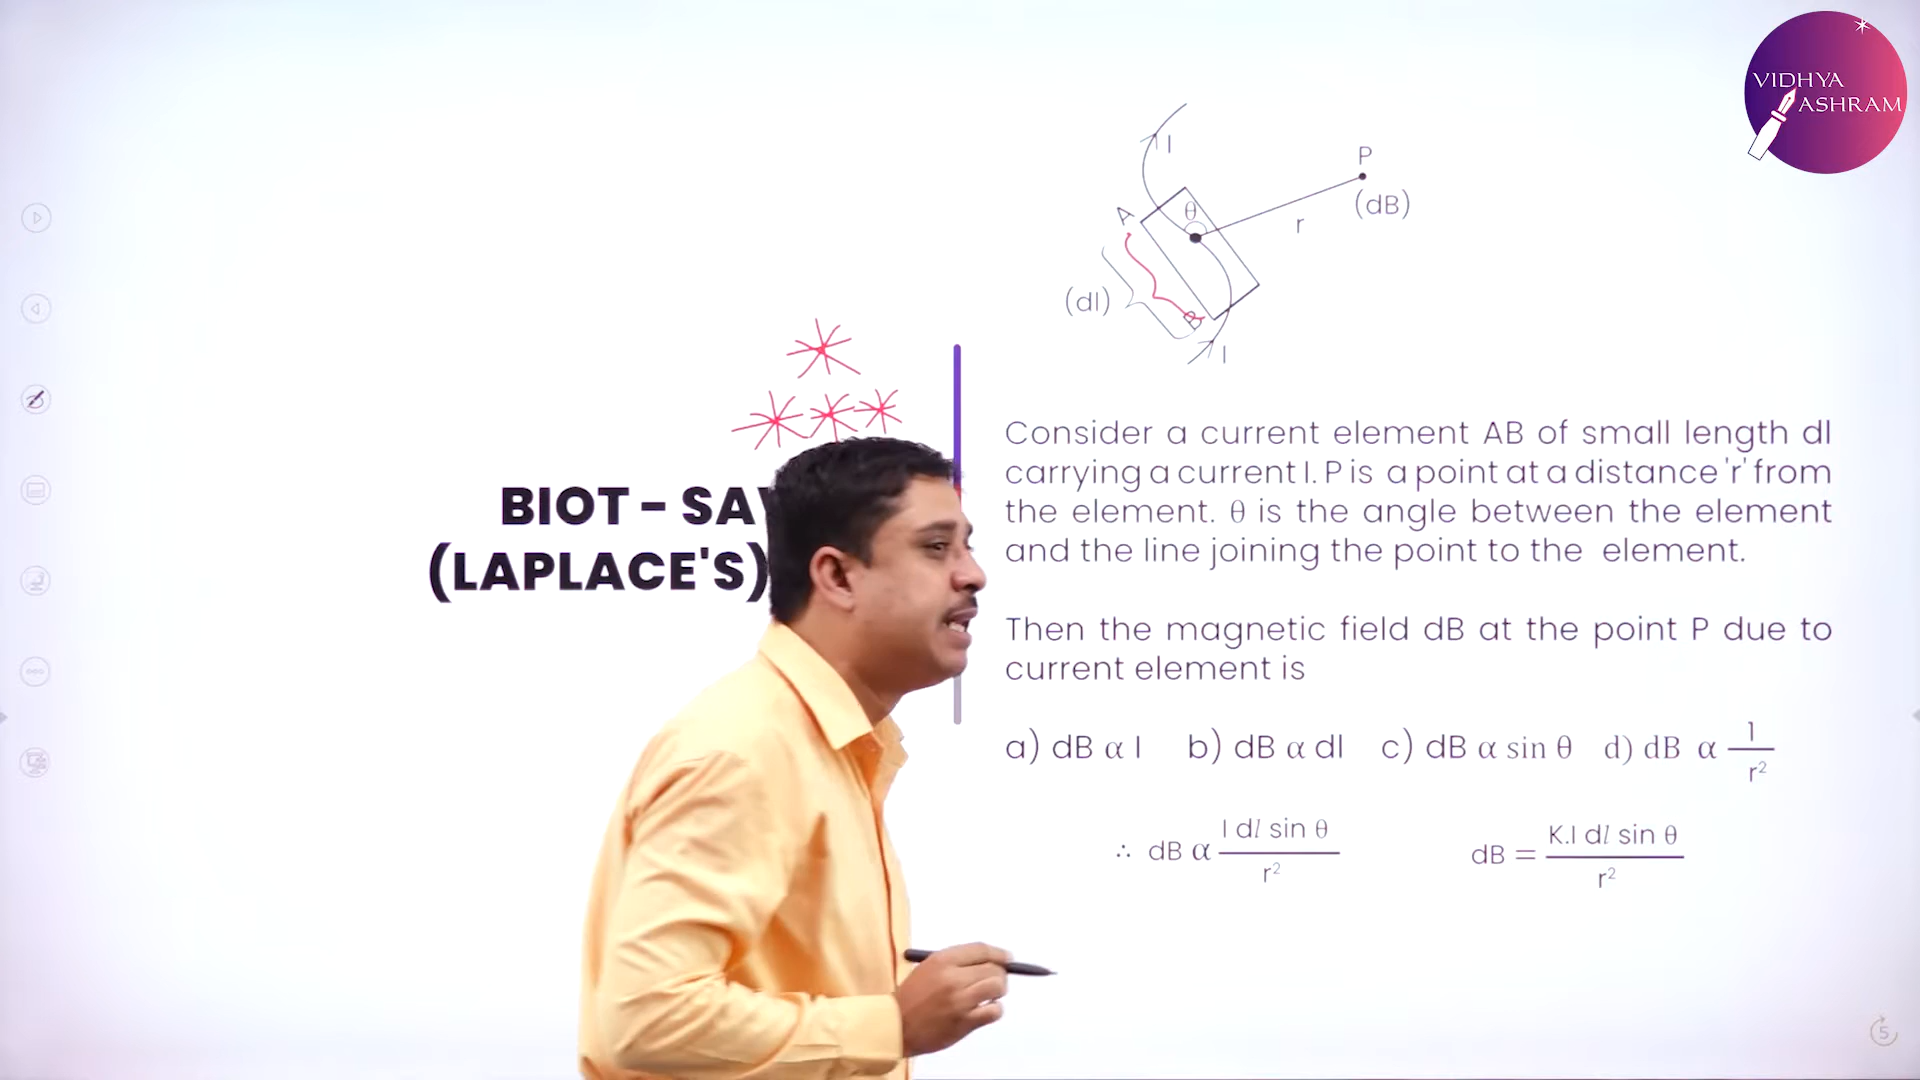 VIDHYA
ASHRAM
I
P
A
θ
(dB)
r
(dl)
B
I
BIOT - SA
(LAPLACE'S)
Consider a current element AB of small length dl
carrying a current I. P is a point at a distance 'r' from
the element. θ is the angle between the element
and the line joining the point to the element.
Then the magnetic field dB at the point P due to
current element is
a) dB α I b) dB α dl c) dB α sin θ d) dB α 1/r²
∴ dB α I dl sin θ/r² dB = K.I dl sin θ/r²
5